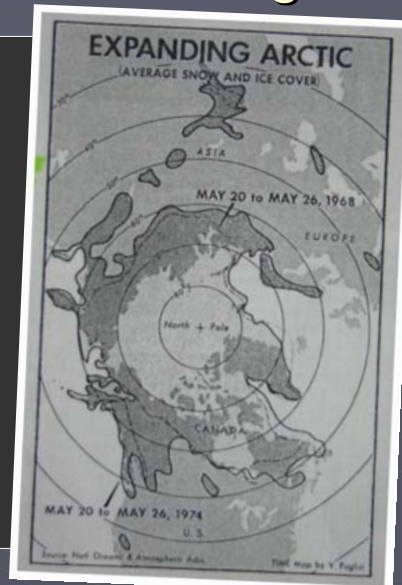 EXPANDING ARCTIC
(AVERAGE SNOW AND ICE COVER)
ASIA
MAY 20 to MAY 26, 1968
EUROPE
North + Pole
CANADA
MAY 20 to MAY 26, 1974
U.S.
Source: Natl Oceanic & Atmospheric Adm.
TIME Map by V. Puglisi